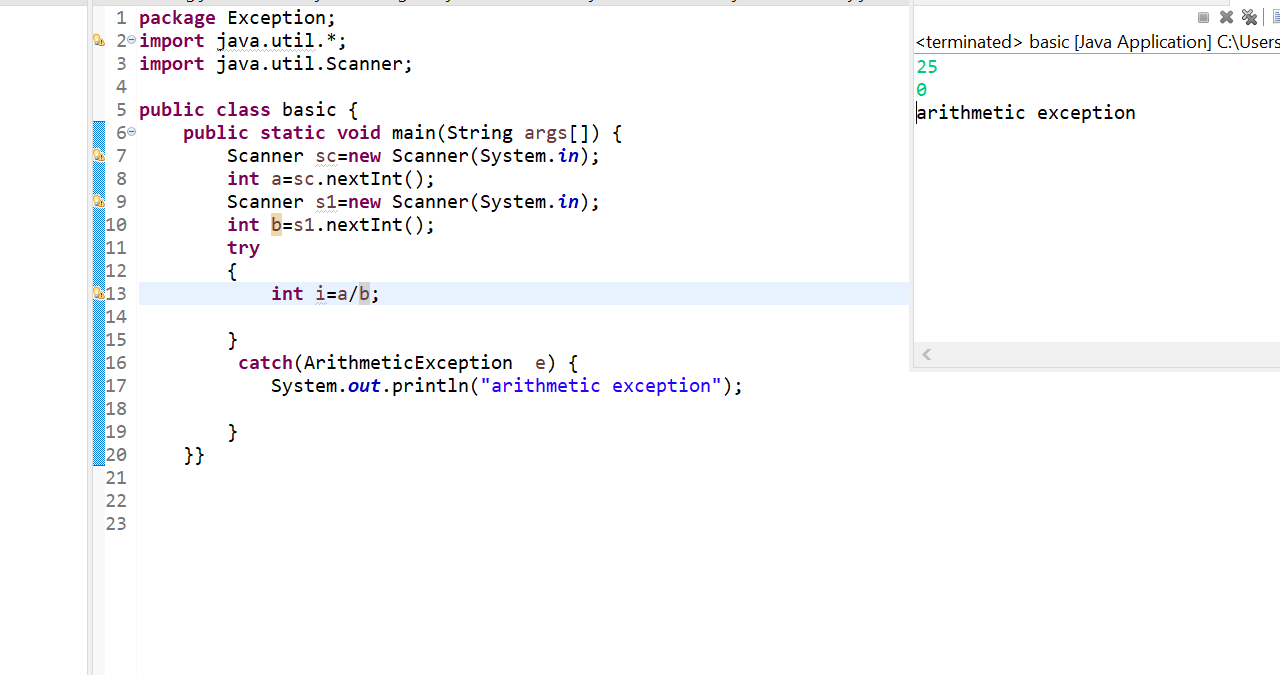 1 package Exception;
2 import java.util.*;
3 import java.util.Scanner;
4
5 public class basic {
6 public static void main(String args[]) {
7 Scanner sc=new Scanner(System.in);
8 int a=sc.nextInt();
9 Scanner s1=new Scanner(System.in);
10 int b=s1.nextInt();
11 try
12 {
13 int i=a/b;
14
15 }
16 catch(ArithmeticException  e) {
17 System.out.println("arithmetic exception");
18
19 }
20 }}
21
22
23
<terminated> basic [Java Application] C:\Users
25
0
arithmetic exception